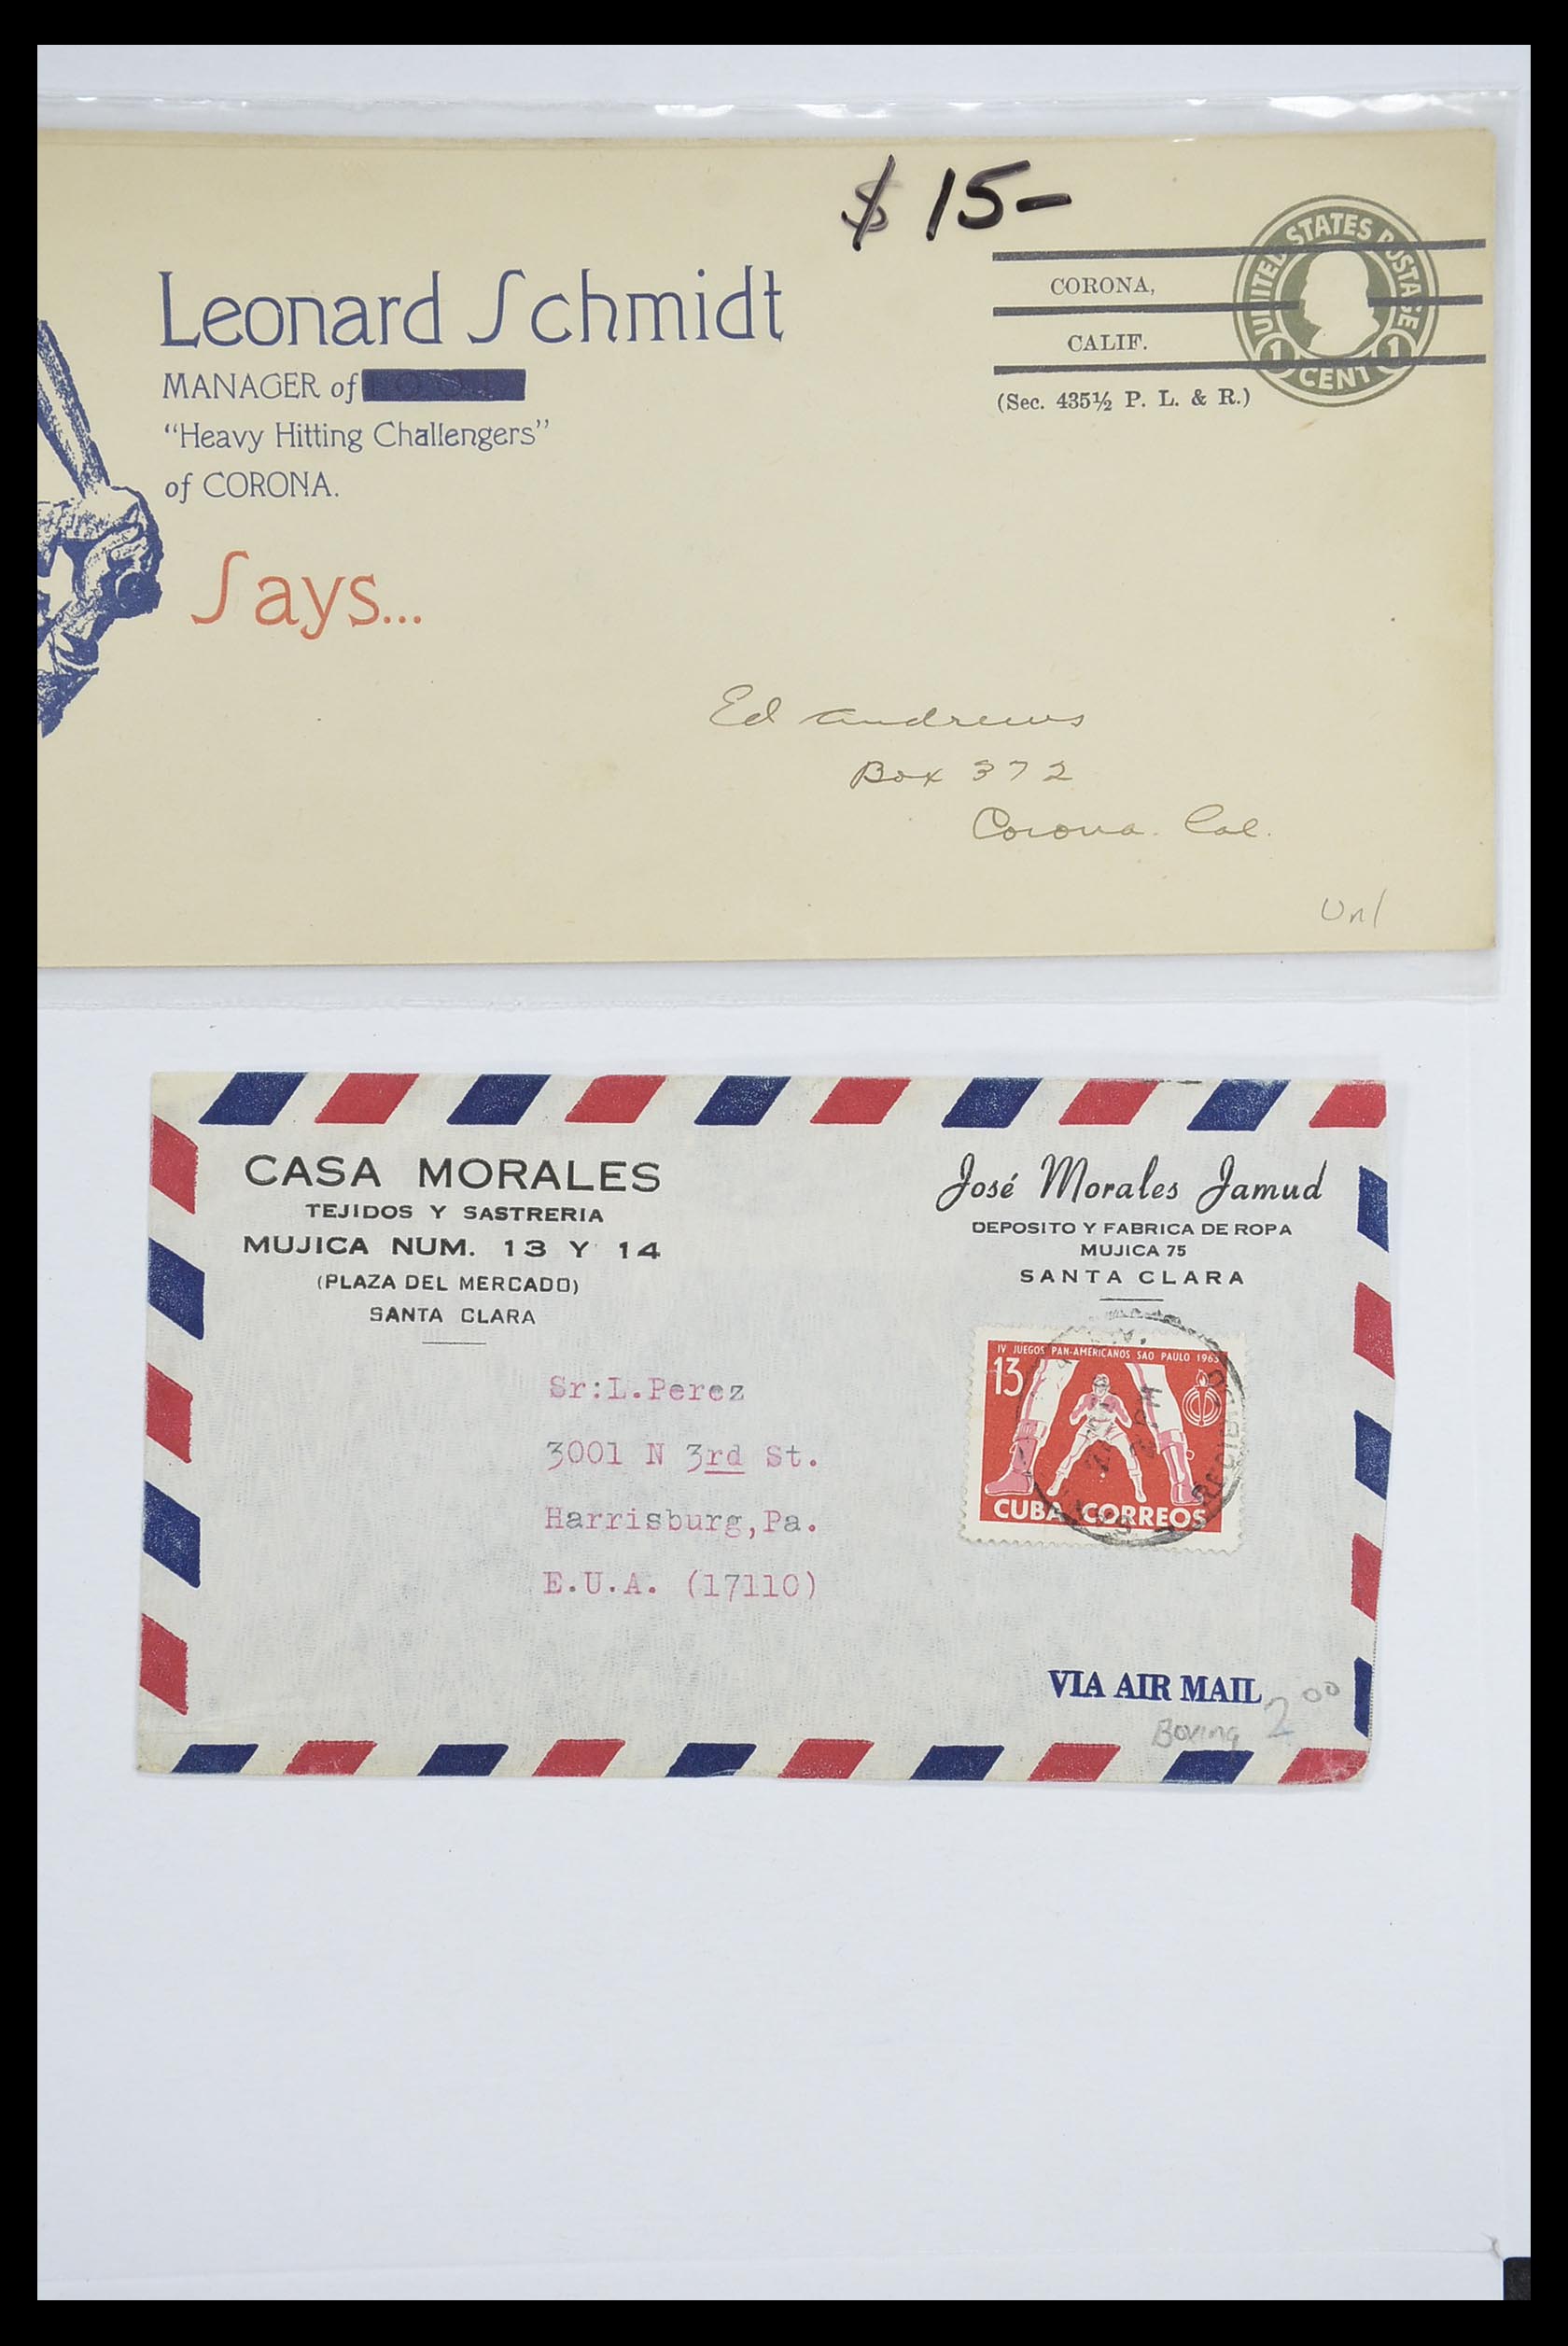 $ 15-
UNITED STATES POSTAGE
1 CENT 1
CORONA,
CALIF.
(Sec. 435½ P. L. & R.)
Leonard Schmidt
MANAGER of
“Heavy Hitting Challengers”
of CORONA.
Says...
Ed Andrews
Box 372
Corona. Cal.
CASA MORALES
TEJIDOS Y SASTRERIA
MUJICA NUM. 13 Y 14
(PLAZA DEL MERCADO)
SANTA CLARA
José Morales Jamud
DEPOSITO Y FABRICA DE ROPA
MUJICA 75
SANTA CLARA
IV JUEGOS PAN-AMERICANOS SAO PAULO 1963
13
CUBA CORREOS
Sr:L.Perez
3001 N 3rd St.
Harrisburg,Pa.
E.U.A. (17110)
VIA AIR MAIL
Boxing 2 00